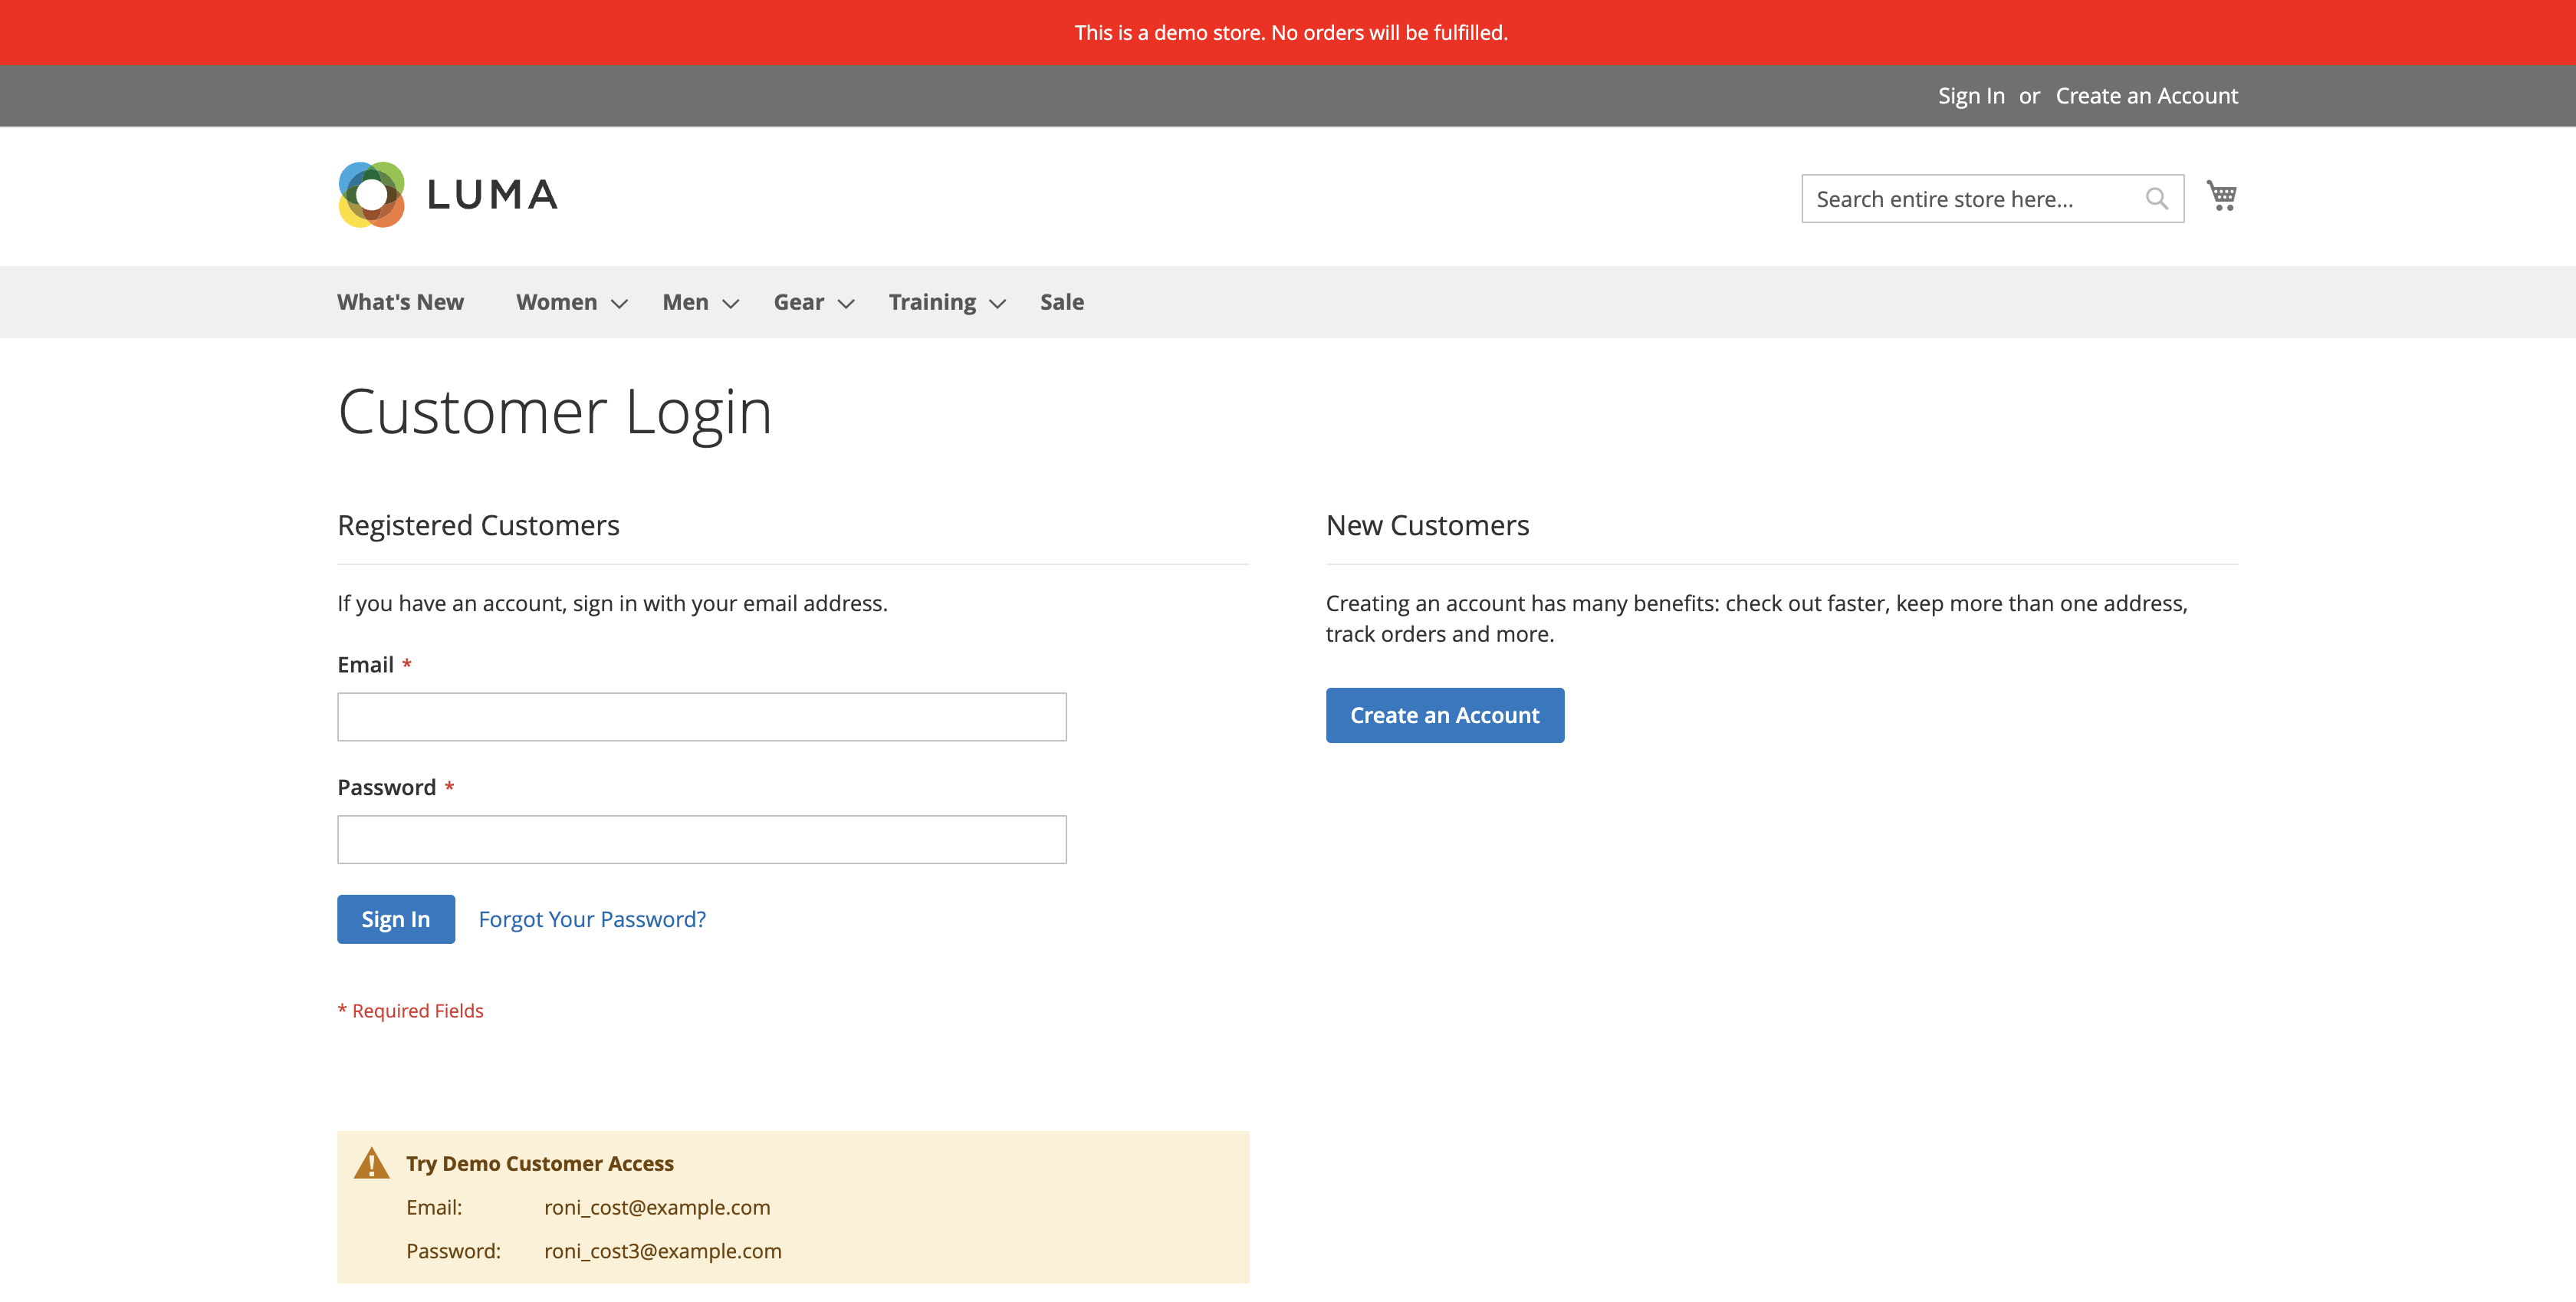 This is a demo store. No orders will be fulfilled.
Sign In or Create an Account
LUMA
Search entire store here...
What's New Women Men Gear Training Sale
Customer Login
Registered Customers
If you have an account, sign in with your email address.
Email *
Password *
Sign In Forgot Your Password?
* Required Fields
New Customers
Creating an account has many benefits: check out faster, keep more than one address,
track orders and more.
Create an Account
Try Demo Customer Access
Email: roni_cost@example.com
Password: roni_cost3@example.com